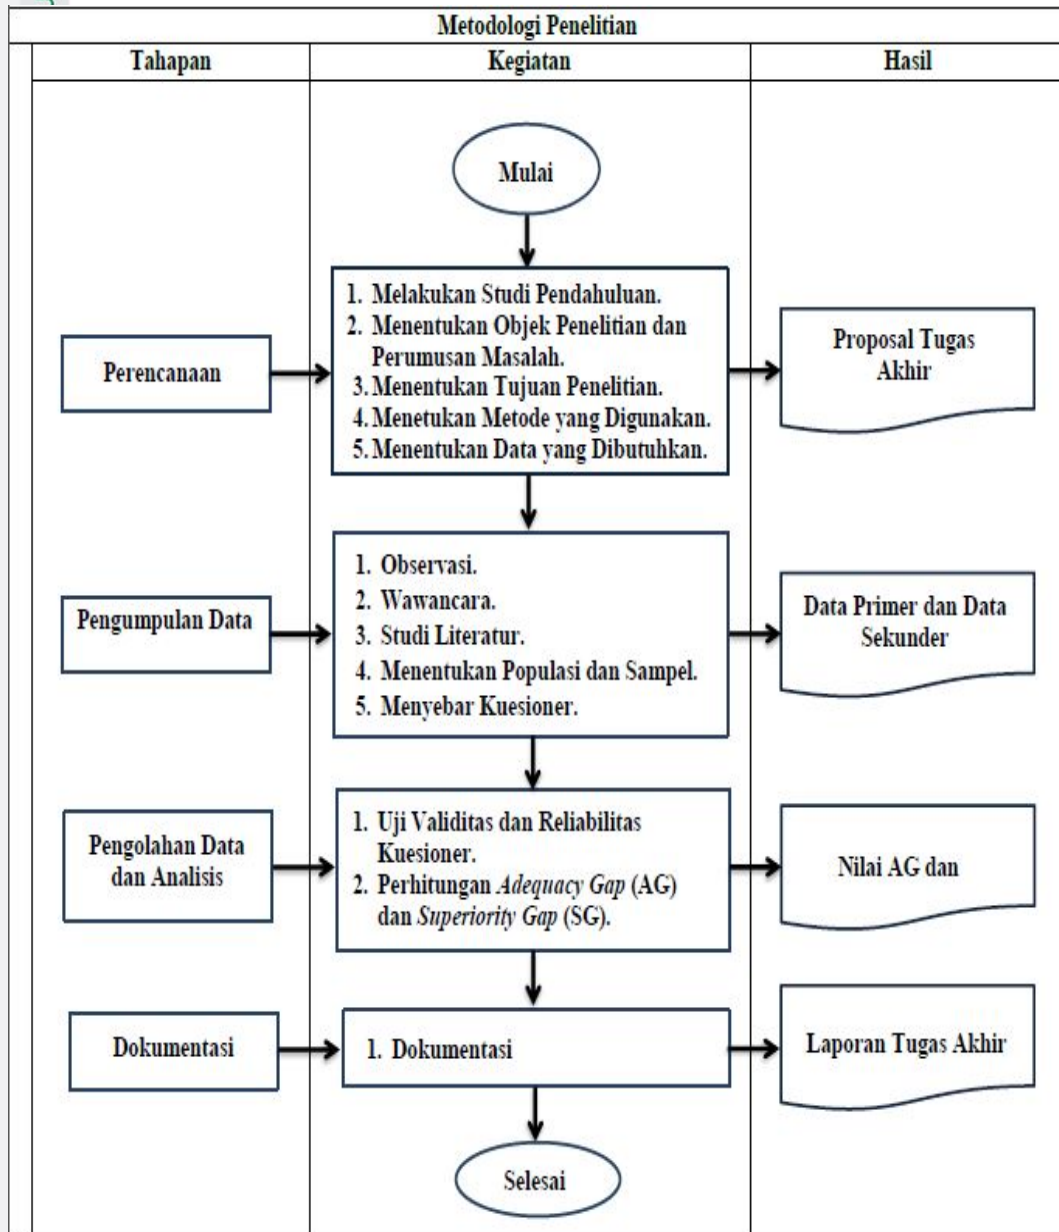 Metodologi Penelitian
Tahapan
Kegiatan
Hasil
Mulai
Perencanaan
1. Melakukan Studi Pendahuluan.
2. Menentukan Objek Penelitian dan
Perumusan Masalah.
3. Menentukan Tujuan Penelitian.
4. Menetukan Metode yang Digunakan.
5. Menentukan Data yang Dibutuhkan.
Proposal Tugas
Akhir
Pengumpulan Data
1. Observasi.
2. Wawancara.
3. Studi Literatur.
4. Menentukan Populasi dan Sampel.
5. Menyebar Kuesioner.
Data Primer dan Data
Sekunder
Pengolahan Data
dan Analisis
1. Uji Validitas dan Reliabilitas
Kuesioner.
2. Perhitungan Adequacy Gap (AG)
dan Superiority Gap (SG).
Nilai AG dan
Dokumentasi
1. Dokumentasi
Laporan Tugas Akhir
Selesai